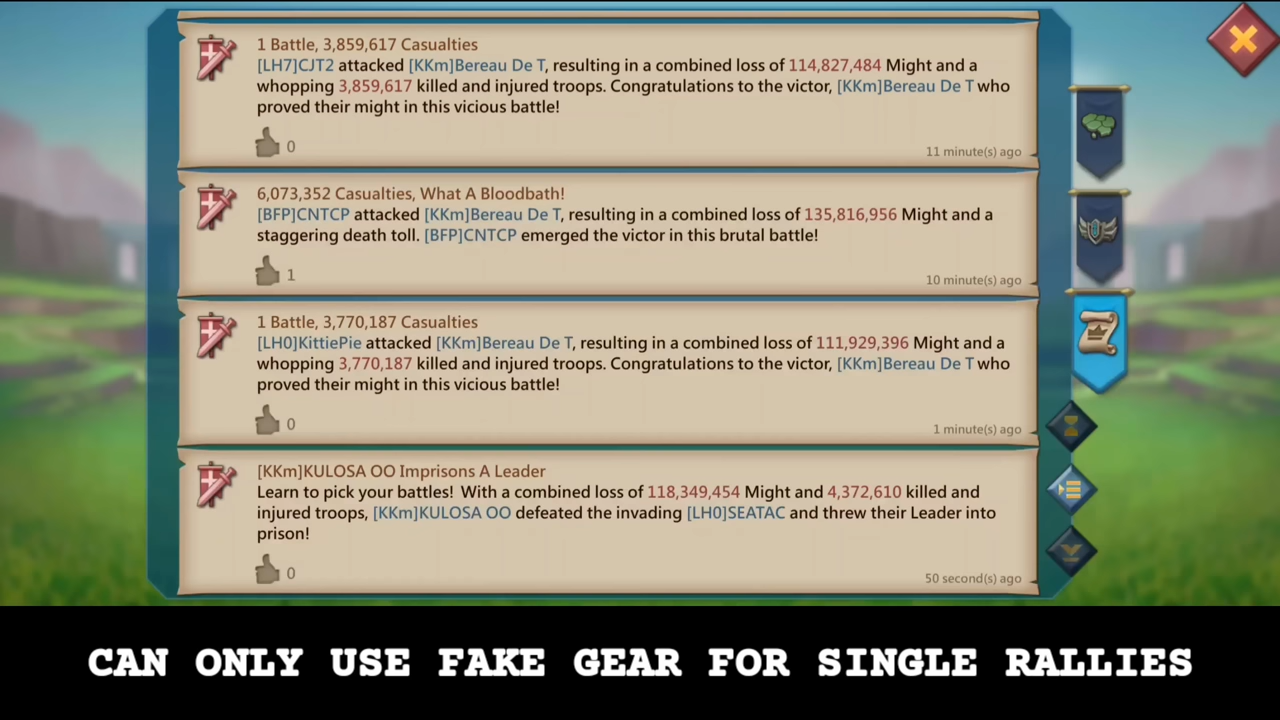 1 Battle, 3,859,617 Casualties
[LH7]CJT2 attacked [KKm]Bereau De T, resulting in a combined loss of 114,827,484 Might and a
whopping 3,859,617 killed and injured troops. Congratulations to the victor, [KKm]Bereau De T who
proved their might in this vicious battle!
0
11 minute(s) ago
6,073,352 Casualties, What A Bloodbath!
[BFP]CNTCP attacked [KKm]Bereau De T, resulting in a combined loss of 135,816,956 Might and a
staggering death toll. [BFP]CNTCP emerged the victor in this brutal battle!
1
10 minute(s) ago
1 Battle, 3,770,187 Casualties
[LH0]KittiePie attacked [KKm]Bereau De T, resulting in a combined loss of 111,929,396 Might and a
whopping 3,770,187 killed and injured troops. Congratulations to the victor, [KKm]Bereau De T who
proved their might in this vicious battle!
0
1 minute(s) ago
[KKm]KULOSA OO Imprisons A Leader
Learn to pick your battles! With a combined loss of 118,349,454 Might and 4,372,610 killed and
injured troops, [KKm]KULOSA OO defeated the invading [LH0]SEATAC and threw their Leader into
prison!
0
50 second(s) ago
CAN ONLY USE FAKE GEAR FOR SINGLE RALLIES